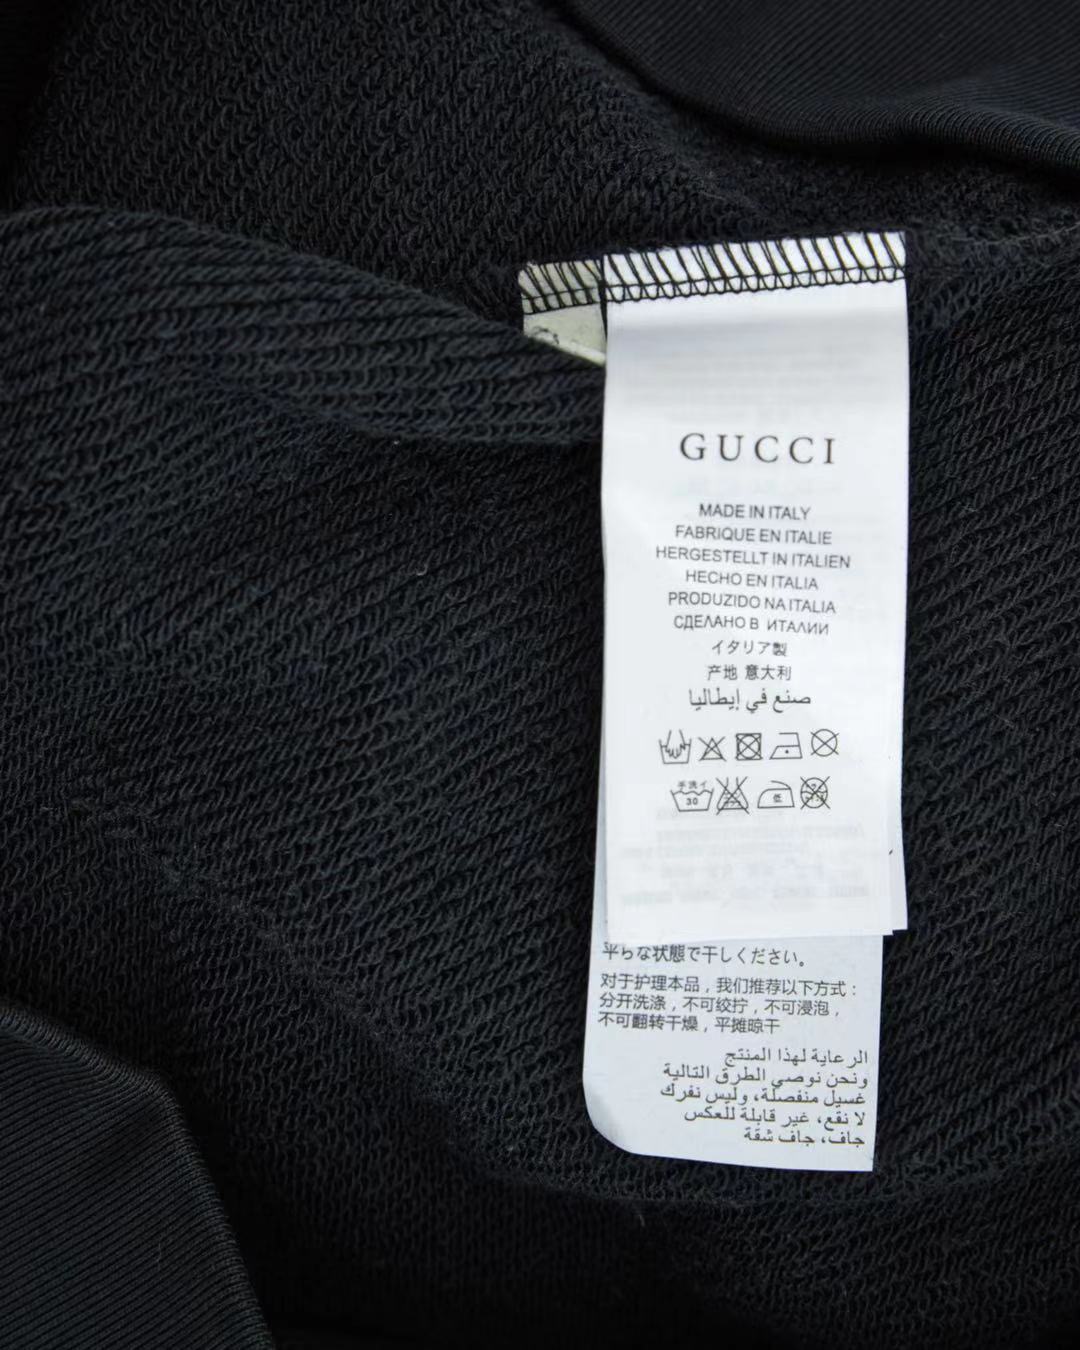 GUCCI
MADE IN ITALY
FABRIQUE EN ITALIE
HERGESTELLT IN ITALIEN
HECHO EN ITALIA
PRODUZIDO NA ITALIA
СДЕЛАНО В ИТАЛИИ
イタリア製
产地 意大利
صنع في إيطاليا
手洗イ
30
低
平らな状態で干しください。
对于护理本品，我们推荐以下方式：
分开洗涤，不可绞拧，不可浸泡，
不可翻转干燥，平摊晾干
الرعاية لهذا المنتج
ونحن نوصي الطرق التالية
غسيل منفصلة، وليس نفرك
لا نقع، غير قابلة للعكس
جاف، جاف شقة